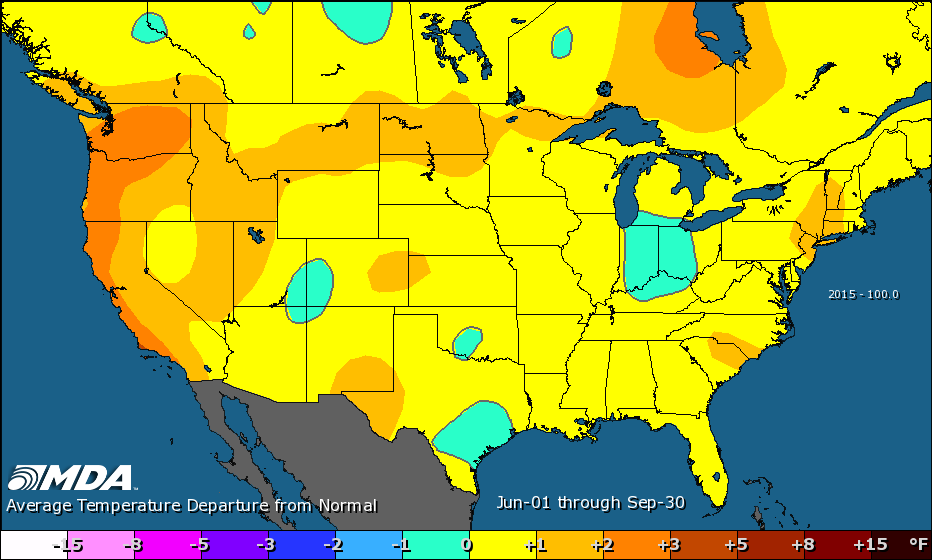 2015 - 100.0
MDA
Average Temperature Departure from Normal
Jun-01 through Sep-30
-15 -8 -5 -3 -2 -1 0 +1 +2 +3 +5 +8 +15 °F